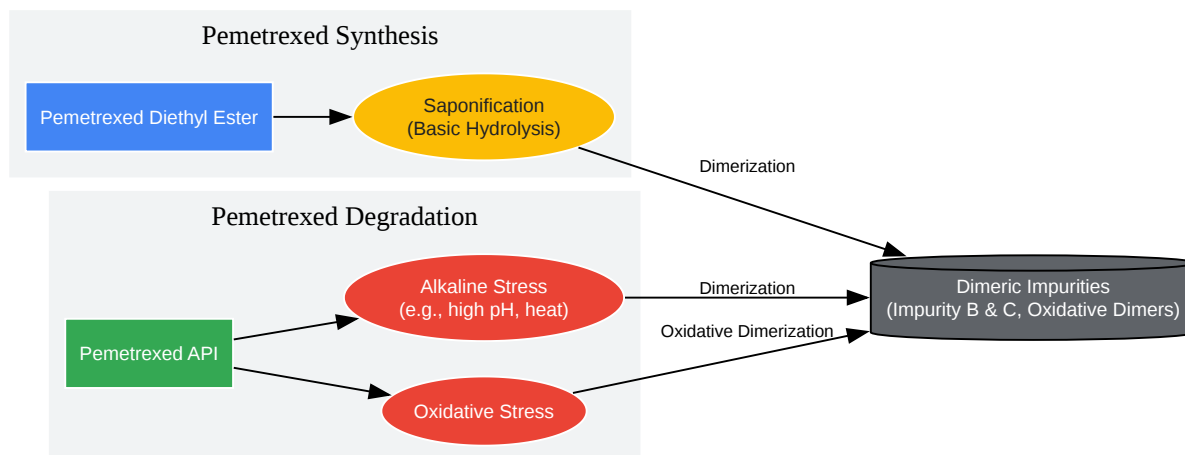 Pemetrexed Synthesis
Pemetrexed Diethyl Ester
Saponification
(Basic Hydrolysis)
Dimerization
Pemetrexed Degradation
Alkaline Stress
(e.g., high pH, heat)
Dimerization
Dimeric Impurities
(Impurity B & C, Oxidative Dimers)
Oxidative Dimerization
Pemetrexed API
Oxidative Stress